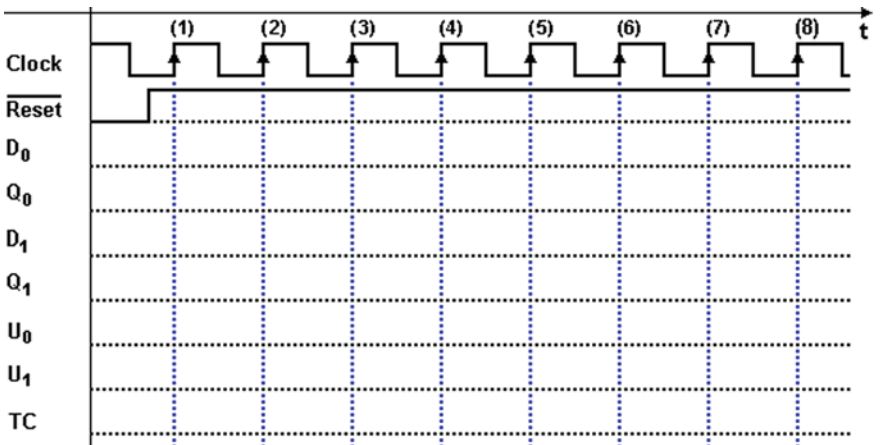 (1) (2) (3) (4) (5) (6) (7) (8)
t
Clock
Reset
D0
Q0
D1
Q1
U0
U1
TC